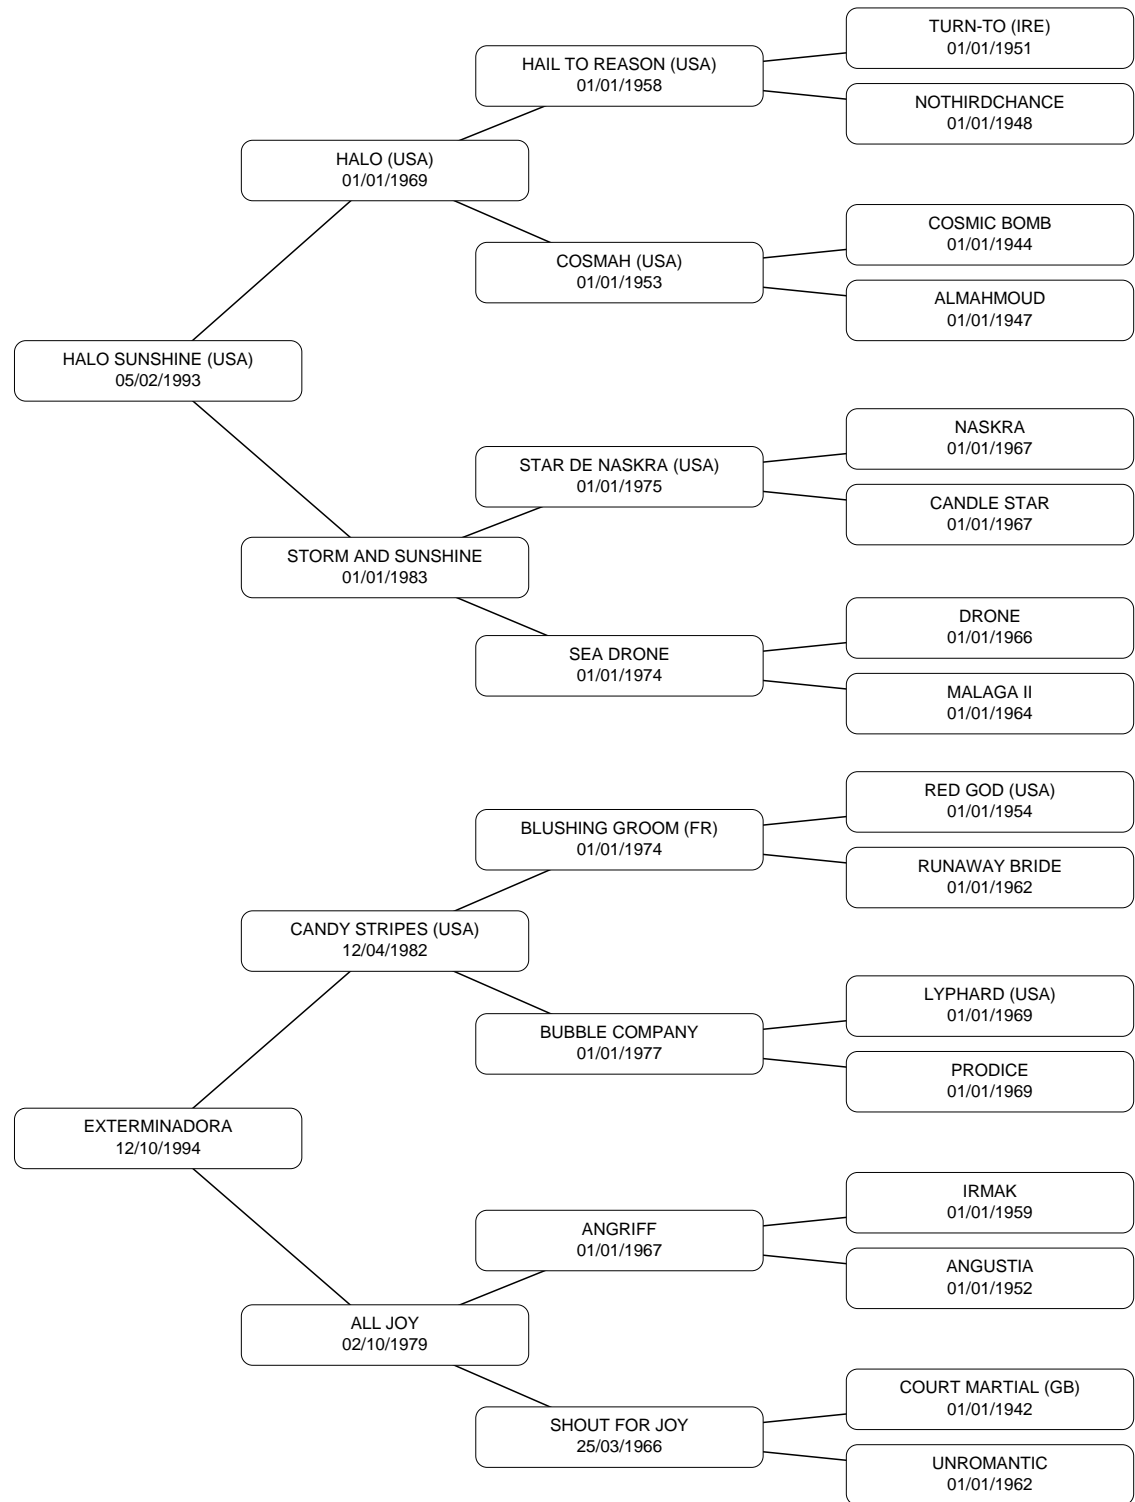 TURN-TO (IRE)
01/01/1951
HAIL TO REASON (USA)
01/01/1958
NOTHIRDCHANCE
01/01/1948
HALO (USA)
01/01/1969
COSMIC BOMB
01/01/1944
COSMAH (USA)
01/01/1953
ALMAHMOUD
01/01/1947
HALO SUNSHINE (USA)
05/02/1993
NASKRA
01/01/1967
STAR DE NASKRA (USA)
01/01/1975
CANDLE STAR
01/01/1967
STORM AND SUNSHINE
01/01/1983
DRONE
01/01/1966
SEA DRONE
01/01/1974
MALAGA II
01/01/1964
RED GOD (USA)
01/01/1954
BLUSHING GROOM (FR)
01/01/1974
RUNAWAY BRIDE
01/01/1962
CANDY STRIPES (USA)
12/04/1982
LYPHARD (USA)
01/01/1969
BUBBLE COMPANY
01/01/1977
PRODICE
01/01/1969
EXTERMINADORA
12/10/1994
IRMAK
01/01/1959
ANGRIFF
01/01/1967
ANGUSTIA
01/01/1952
ALL JOY
02/10/1979
COURT MARTIAL (GB)
01/01/1942
SHOUT FOR JOY
25/03/1966
UNROMANTIC
01/01/1962